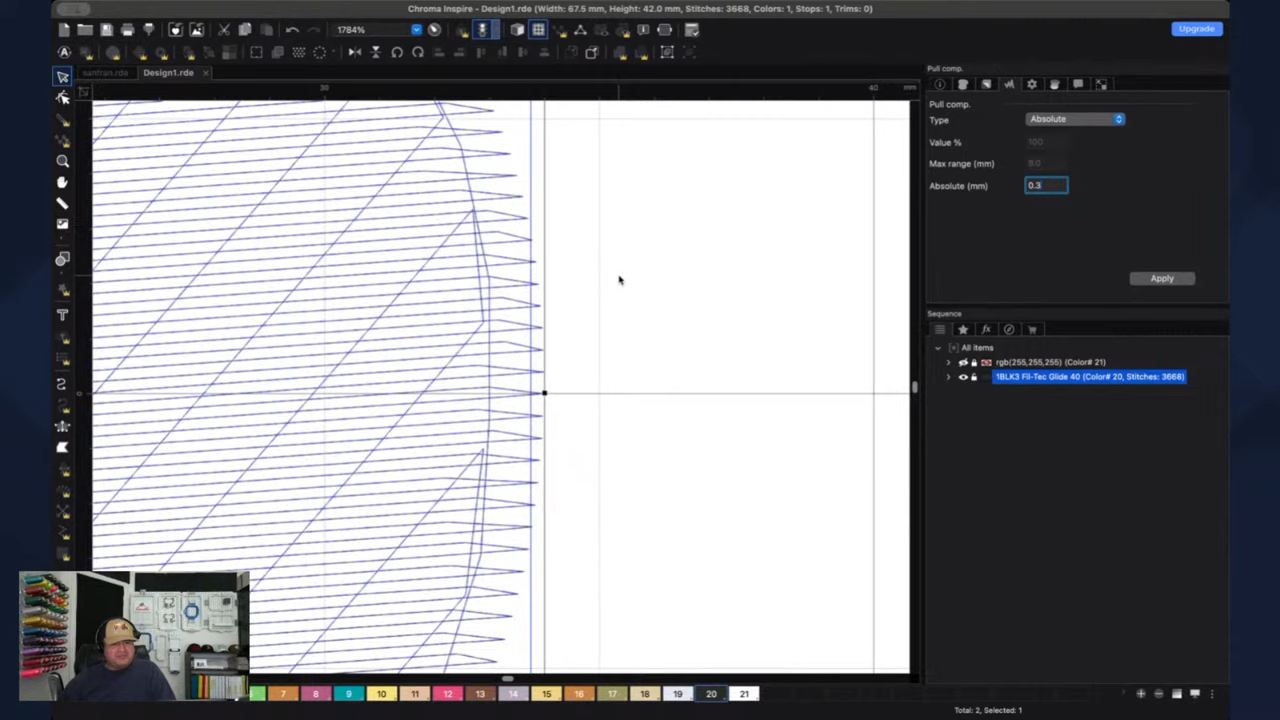 Chroma Inspire - Design1.rde (Width: 67.5 mm, Height: 42.0 mm, Stitches: 3668, Colors: 1, Stops: 1, Trims: 0)
1784%
Upgrade
sanfran.rde
Design1.rde
30
40
mm
0
Pull comp.
Pull comp.
Type
Absolute
Value %
100
Max range (mm)
8.0
Absolute (mm)
0.3
Apply
Sequence
All items
rgb(255,255,255) (Color# 21)
1BLK3 Fil-Tec Glide 40 (Color# 20, Stitches: 3668)
7
8
9
10
11
12
13
14
15
16
17
18
19
20
21
Total: 2, Selected: 1